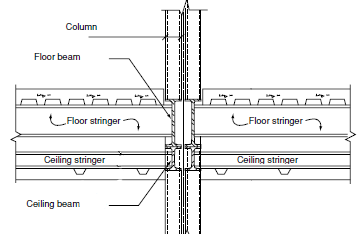 Column
Floor beam
Floor stringer
Floor stringer
Ceiling stringer
Ceiling stringer
Ceiling beam